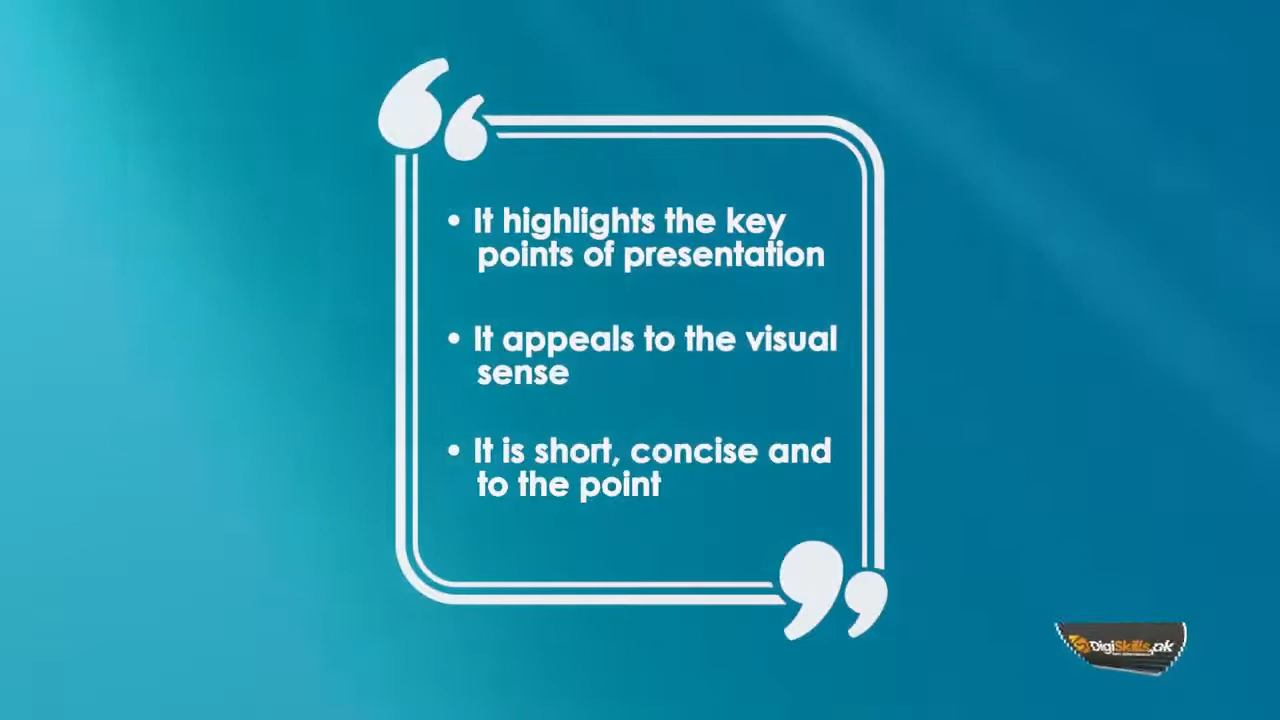 • It highlights the key
points of presentation
• It appeals to the visual
sense
• It is short, concise and
to the point
DigiSkills.pk